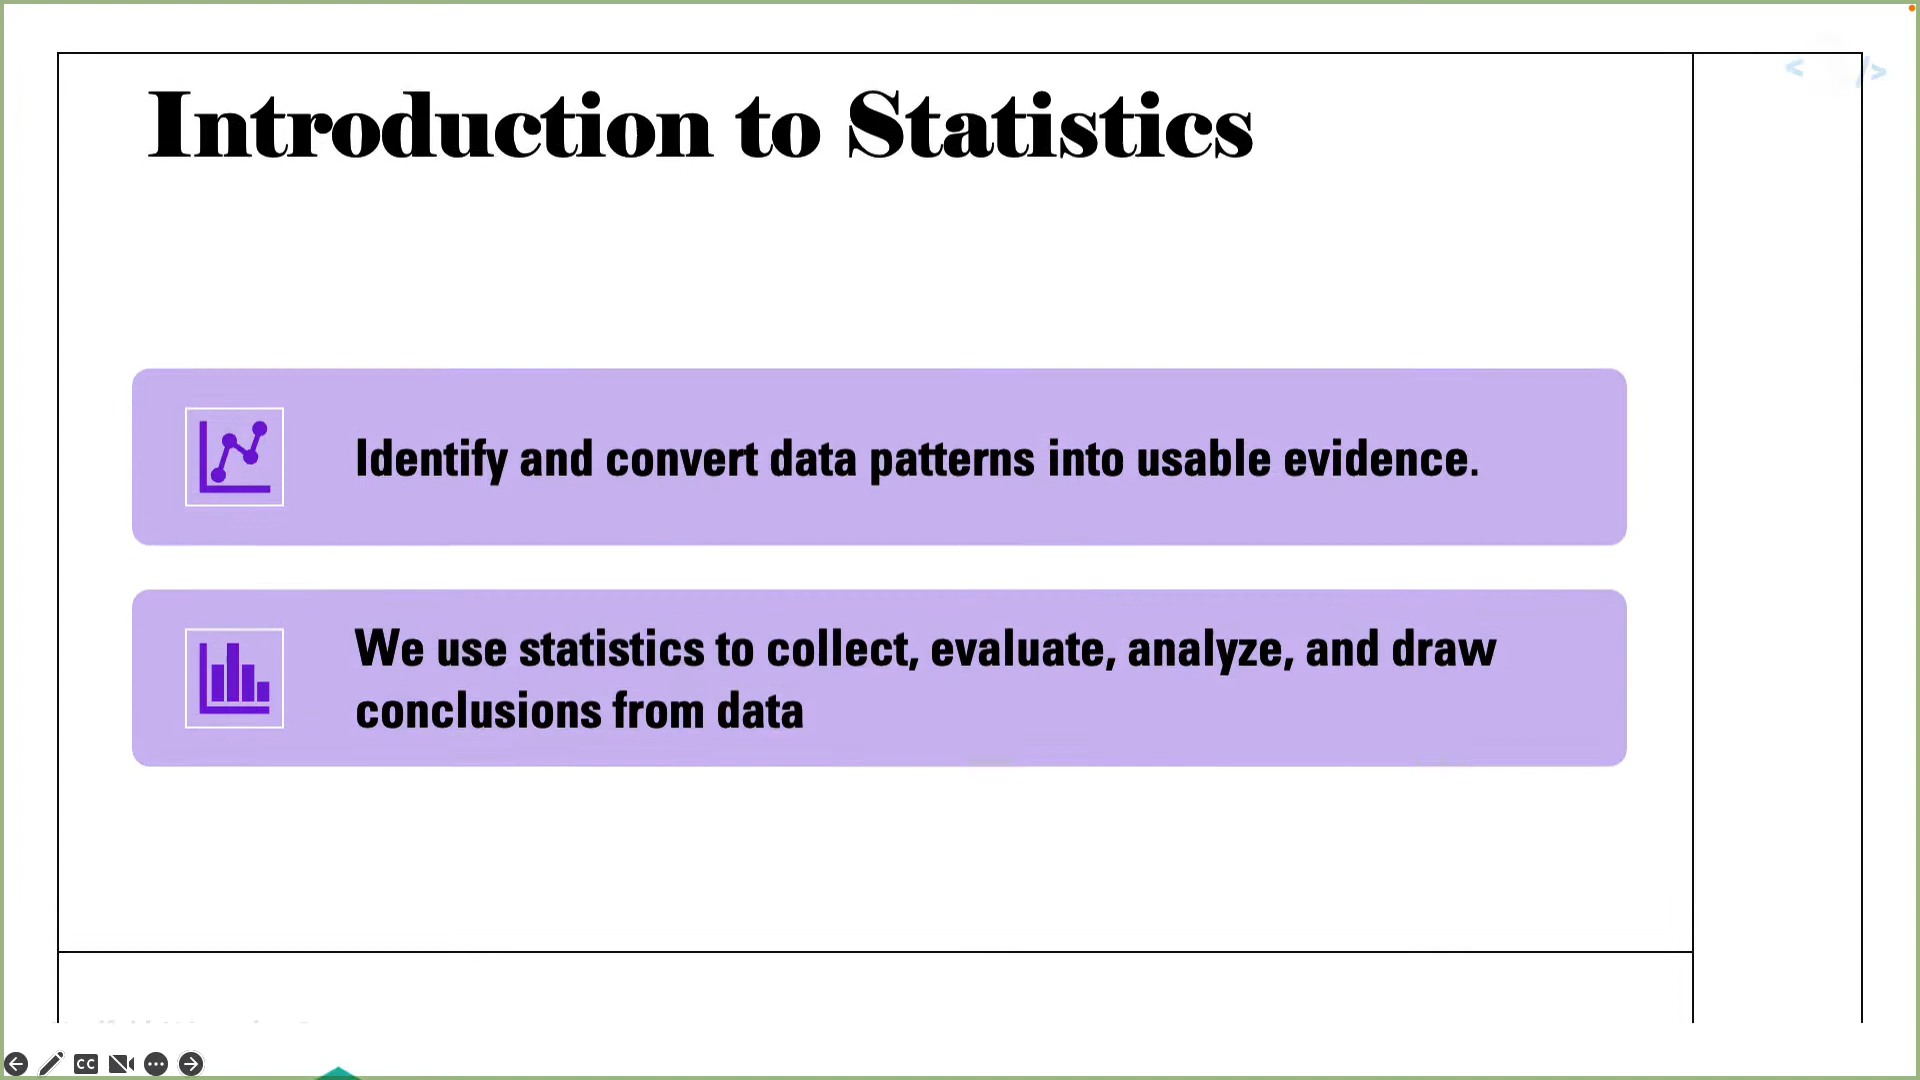 Introduction to Statistics
Identify and convert data patterns into usable evidence.
We use statistics to collect, evaluate, analyze, and draw
conclusions from data
< />
CC